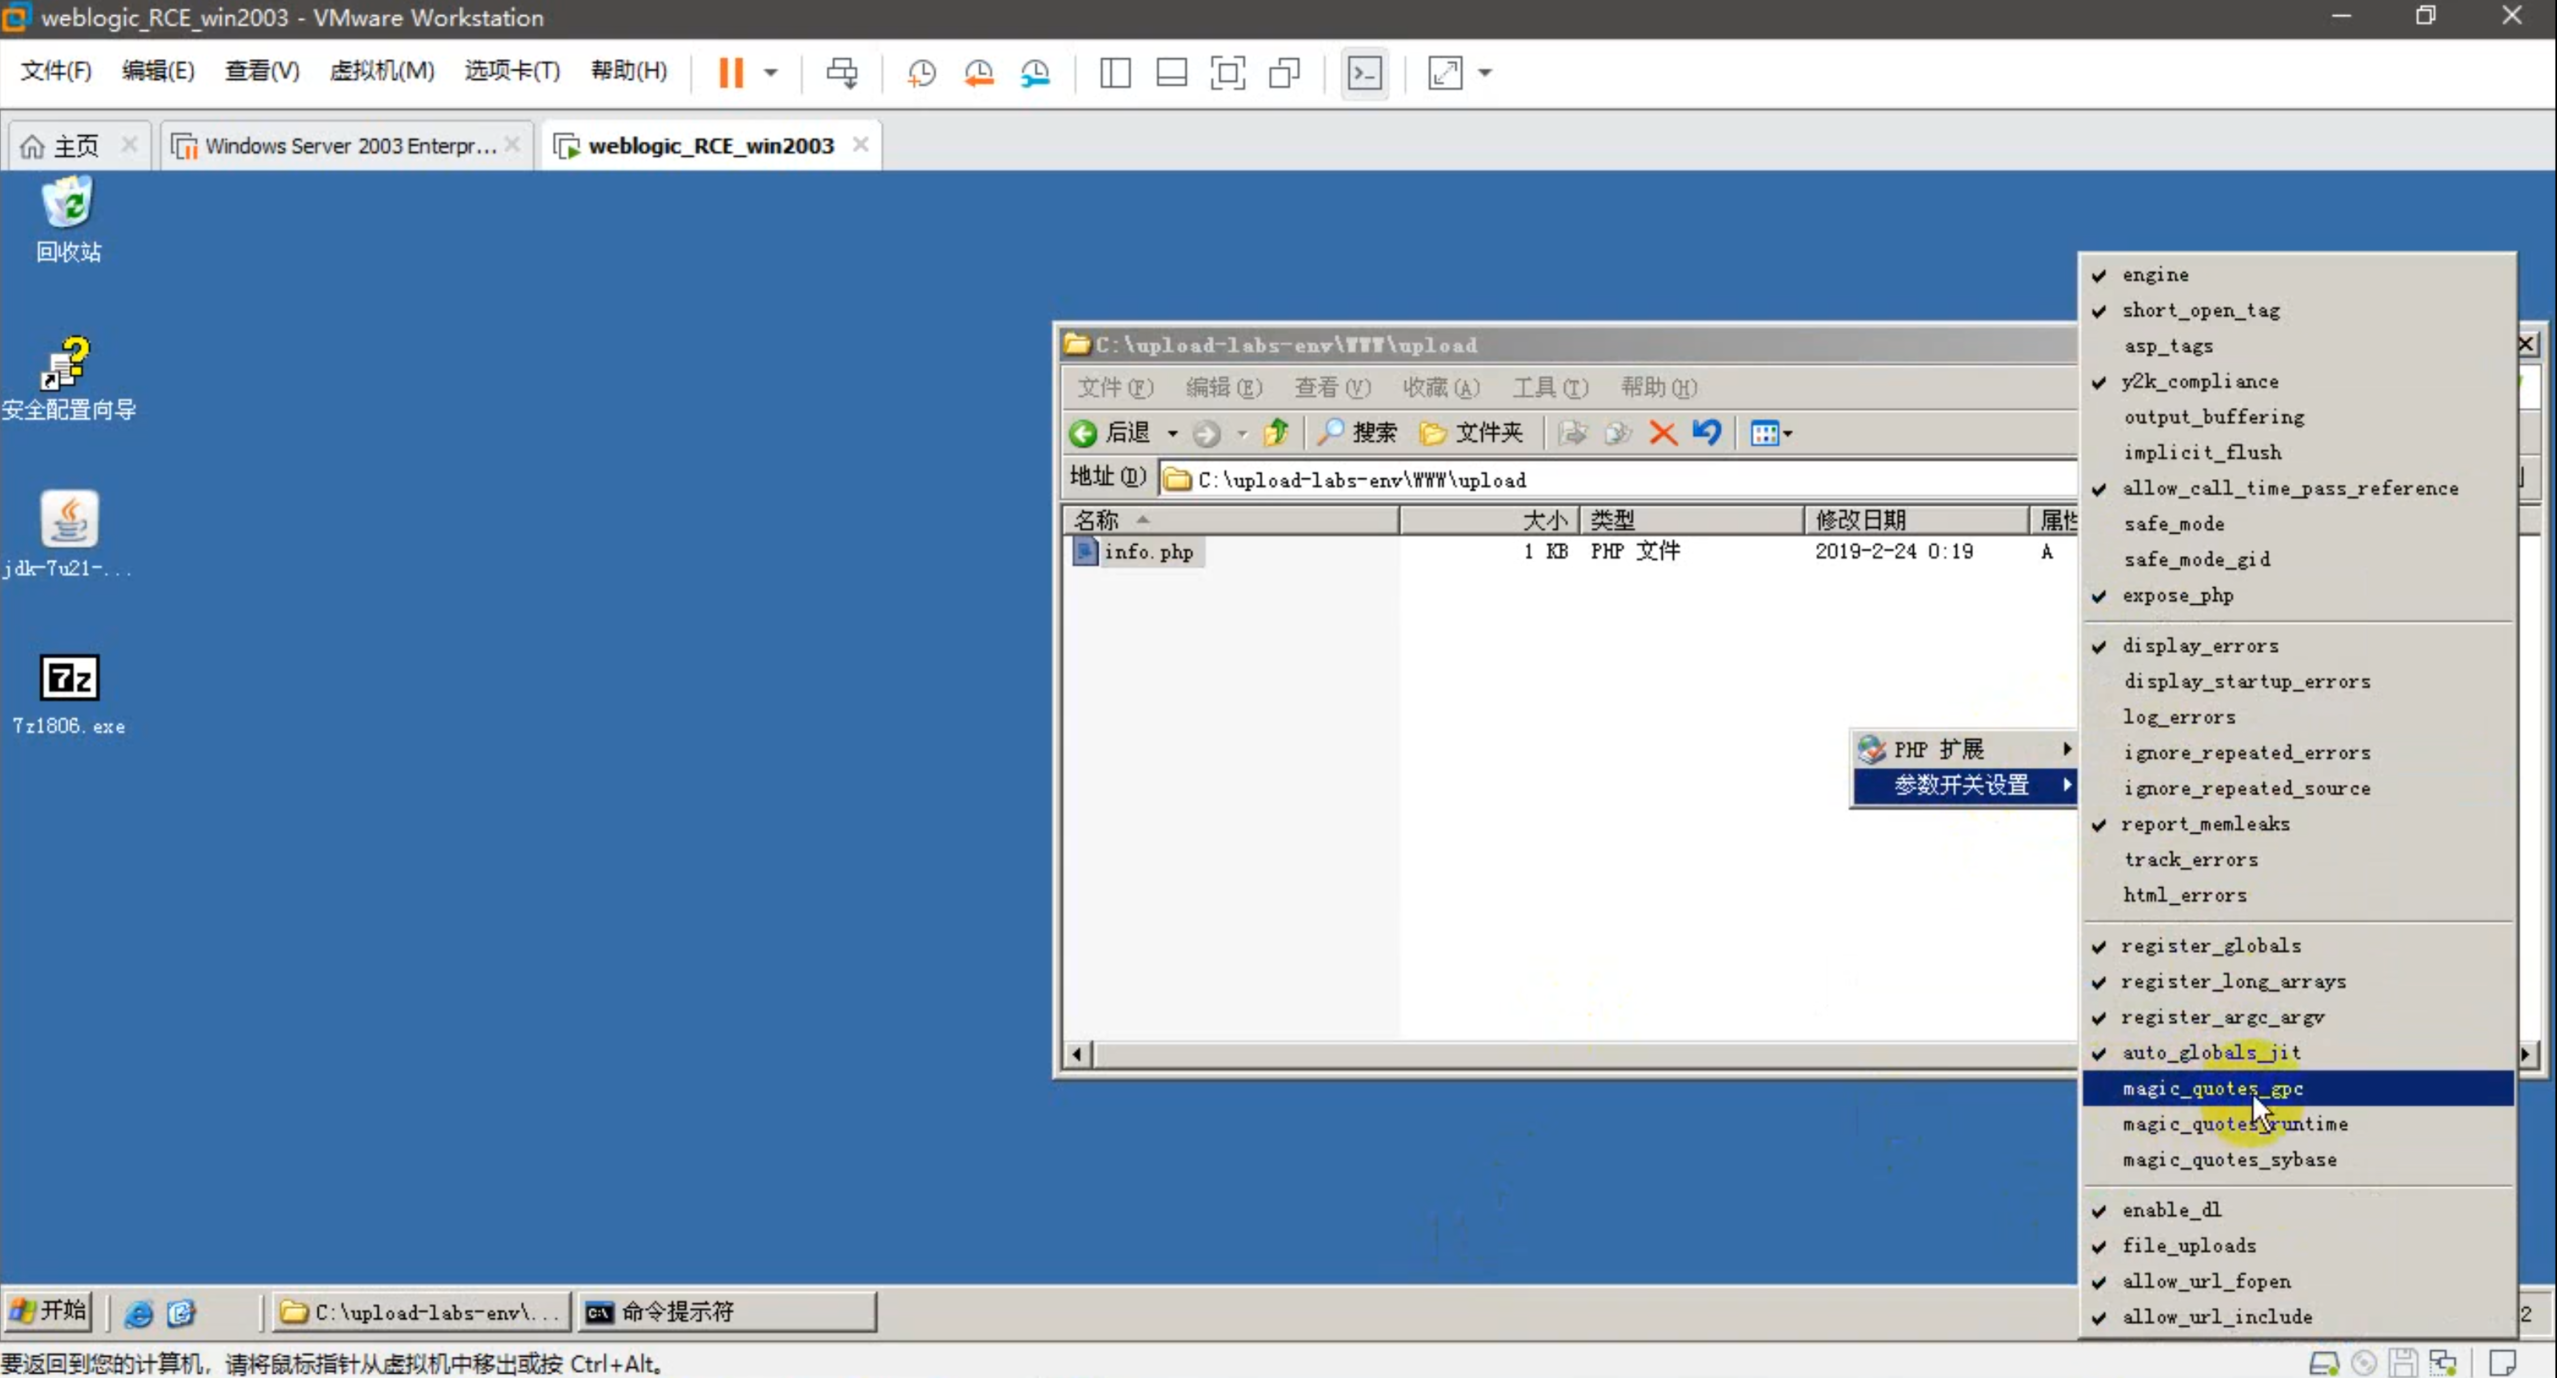 weblogic_RCE_win2003 - VMware Workstation
文件(F) 编辑(E) 查看(V) 虚拟机(M) 选项卡(T) 帮助(H)
主页 Windows Server 2003 Enterpr... weblogic_RCE_win2003
回收站
安全配置向导
jdk-7u21-...
7z
7z1806.exe
C:\upload-labs-env\WWW\upload
文件(F) 编辑(E) 查看(V) 收藏(A) 工具(T) 帮助(H)
后退 搜索 文件夹
地址(D) C:\upload-labs-env\WWW\upload
名称 大小 类型 修改日期 属性
info.php 1 KB PHP 文件 2019-2-24 0:19 A
PHP 扩展
参数开关设置
engine
short_open_tag
asp_tags
y2k_compliance
output_buffering
implicit_flush
allow_call_time_pass_reference
safe_mode
safe_mode_gid
expose_php
display_errors
display_startup_errors
log_errors
ignore_repeated_errors
ignore_repeated_source
report_memleaks
track_errors
html_errors
register_globals
register_long_arrays
register_argc_argv
auto_globals_jit
magic_quotes_gpc
magic_quotes_runtime
magic_quotes_sybase
enable_dl
file_uploads
allow_url_fopen
allow_url_include
开始 C:\upload-labs-env\... 命令提示符 2
要返回到您的计算机，请将鼠标指针从虚拟机中移出或按 Ctrl+Alt。